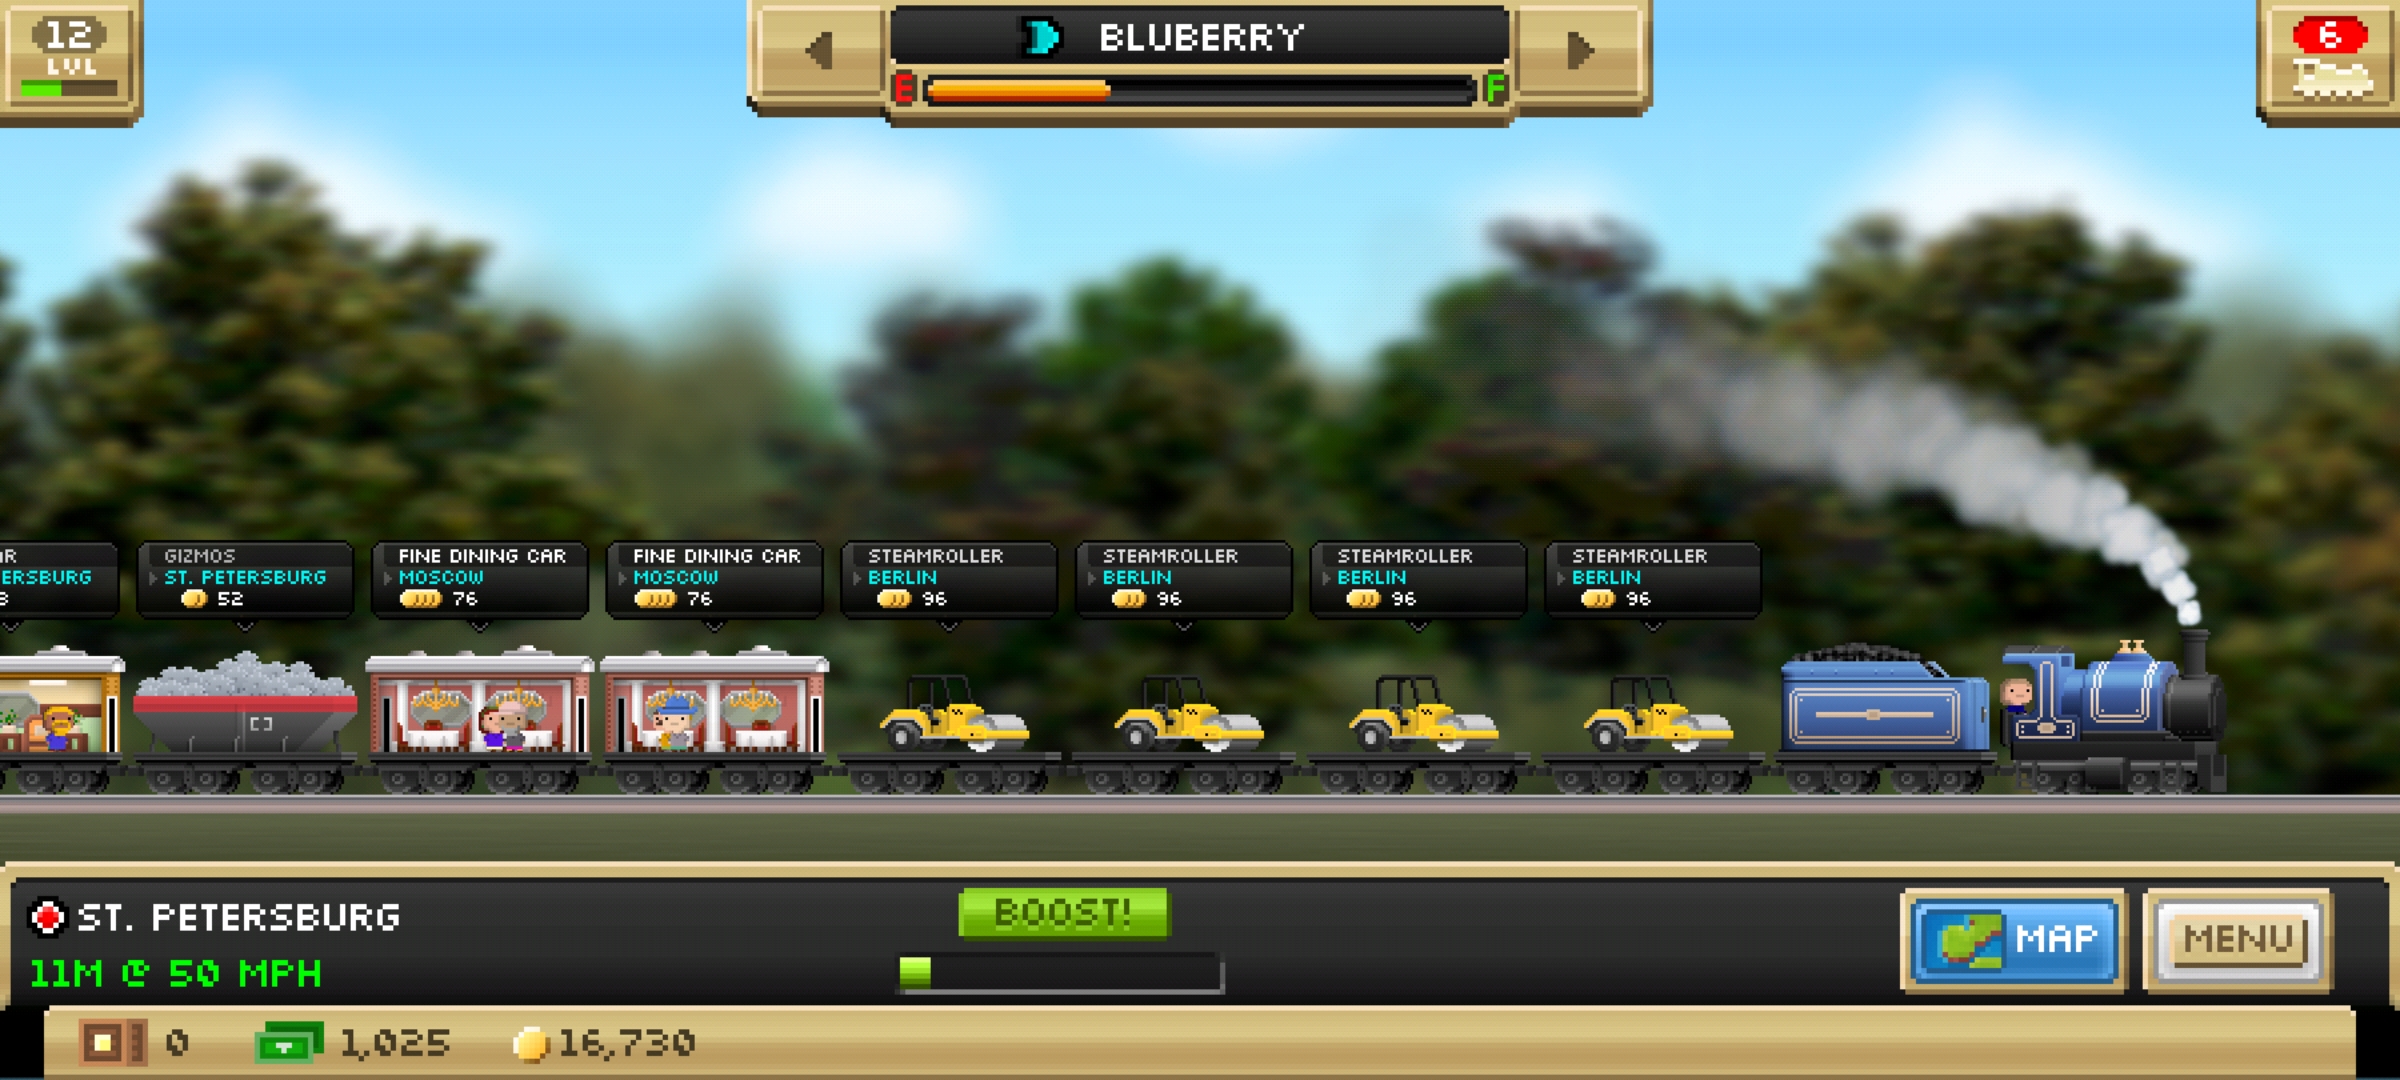 12
LVL
BLUBERRY
E F
6
ERSBURG
GIZMOS
ST. PETERSBURG
52
FINE DINING CAR
MOSCOW
76
FINE DINING CAR
MOSCOW
76
STEAMROLLER
BERLIN
96
STEAMROLLER
BERLIN
96
STEAMROLLER
BERLIN
96
STEAMROLLER
BERLIN
96
ST. PETERSBURG
11M @ 50 MPH
BOOST!
MAP
MENU
0 1,025 16,730